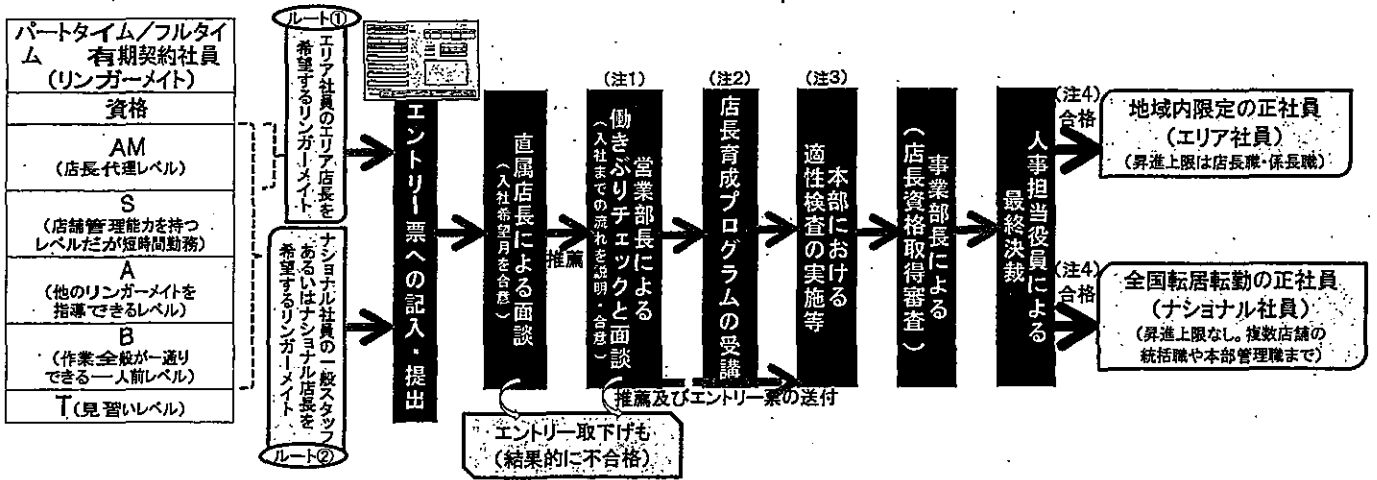 パートタイム/フルタイ
ム　有期契約社員
(リンガーメイト)
資格
AM
(店長代理レベル)
S
(店舗管理能力を持つ
レベルだが短時間勤務)
A
(他のリンガーメイトを
指導できるレベル)
B
(作業全般が一通り
できる一人前レベル)
T(見習いレベル)
ルート①
エリア社員のエリア店長を
希望するリンガーメイト
ナショナル社員の一般スタッフ
あるいはナショナル店長を
希望するリンガーメイト
ルート②
エントリー票への記入・提出
直属店長による面談
(入社希望月を合意)
推薦
(注1)
営業部長による
働きぶりチェックと面談
(入社までの流れを説明・合意)
エントリー取下げも
(結果的に不合格)
(注2)
店長育成プログラムの受講
推薦及びエントリー票の送付
(注3)
本部における
適性検査の実施等
事業部長による
(店長資格取得審査)
人事担当役員による
最終決裁
(注4)
合格
地域内限定の正社員
(エリア社員)
(昇進上限は店長職・係長職)
(注4)
合格
全国転居転勤の正社員
(ナショナル社員)
(昇進上限なし。複数店舗の
統括職や本部管理職まで)